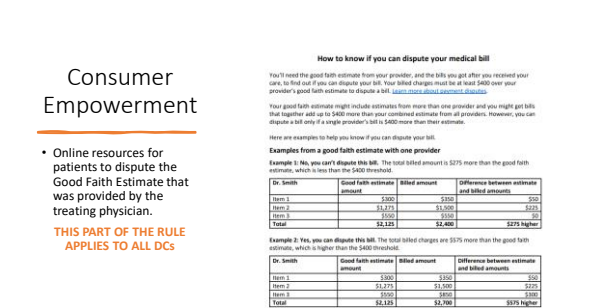 Consumer
Empowerment
• Online resources for
patients to dispute the
Good Faith Estimate that
was provided by the
treating physician.
THIS PART OF THE RULE
APPLIES TO ALL DCs
How to know if you can dispute your medical bill
You'll need the good faith estimate from your provider, and the bills you got after you received your
care, to find out if you can dispute your bill. Your billed charges must be at least $400 over your
provider's good faith estimate to dispute a bill. Learn more about payment disputes.
Your good faith estimate might include estimates from more than one provider and you might get bills
that together add up to $400 more than your combined estimate from all providers. However, you can
dispute a bill only if a single provider's bill is $400 more than their estimate.
Here are examples to help you know if you can dispute your bill.
Examples from a good faith estimate with one provider
Example 1: No, you can't dispute this bill. The total billed amount is $275 more than the good faith
estimate, which is less than the $400 threshold.
Dr. Smith Good faith estimate amount Billed amount Difference between estimate and billed amounts
Item 1 $300 $350 $50
Item 2 $1,275 $1,500 $225
Item 3 $550 $550 $0
Total $2,125 $2,400 $275 higher
Example 2: Yes, you can dispute this bill. The total billed charges are $575 more than the good faith
estimate, which is higher than the $400 threshold.
Dr. Smith Good faith estimate amount Billed amount Difference between estimate and billed amounts
Item 1 $300 $350 $50
Item 2 $1,275 $1,500 $225
Item 3 $550 $850 $300
Total $2,125 $2,700 $575 higher